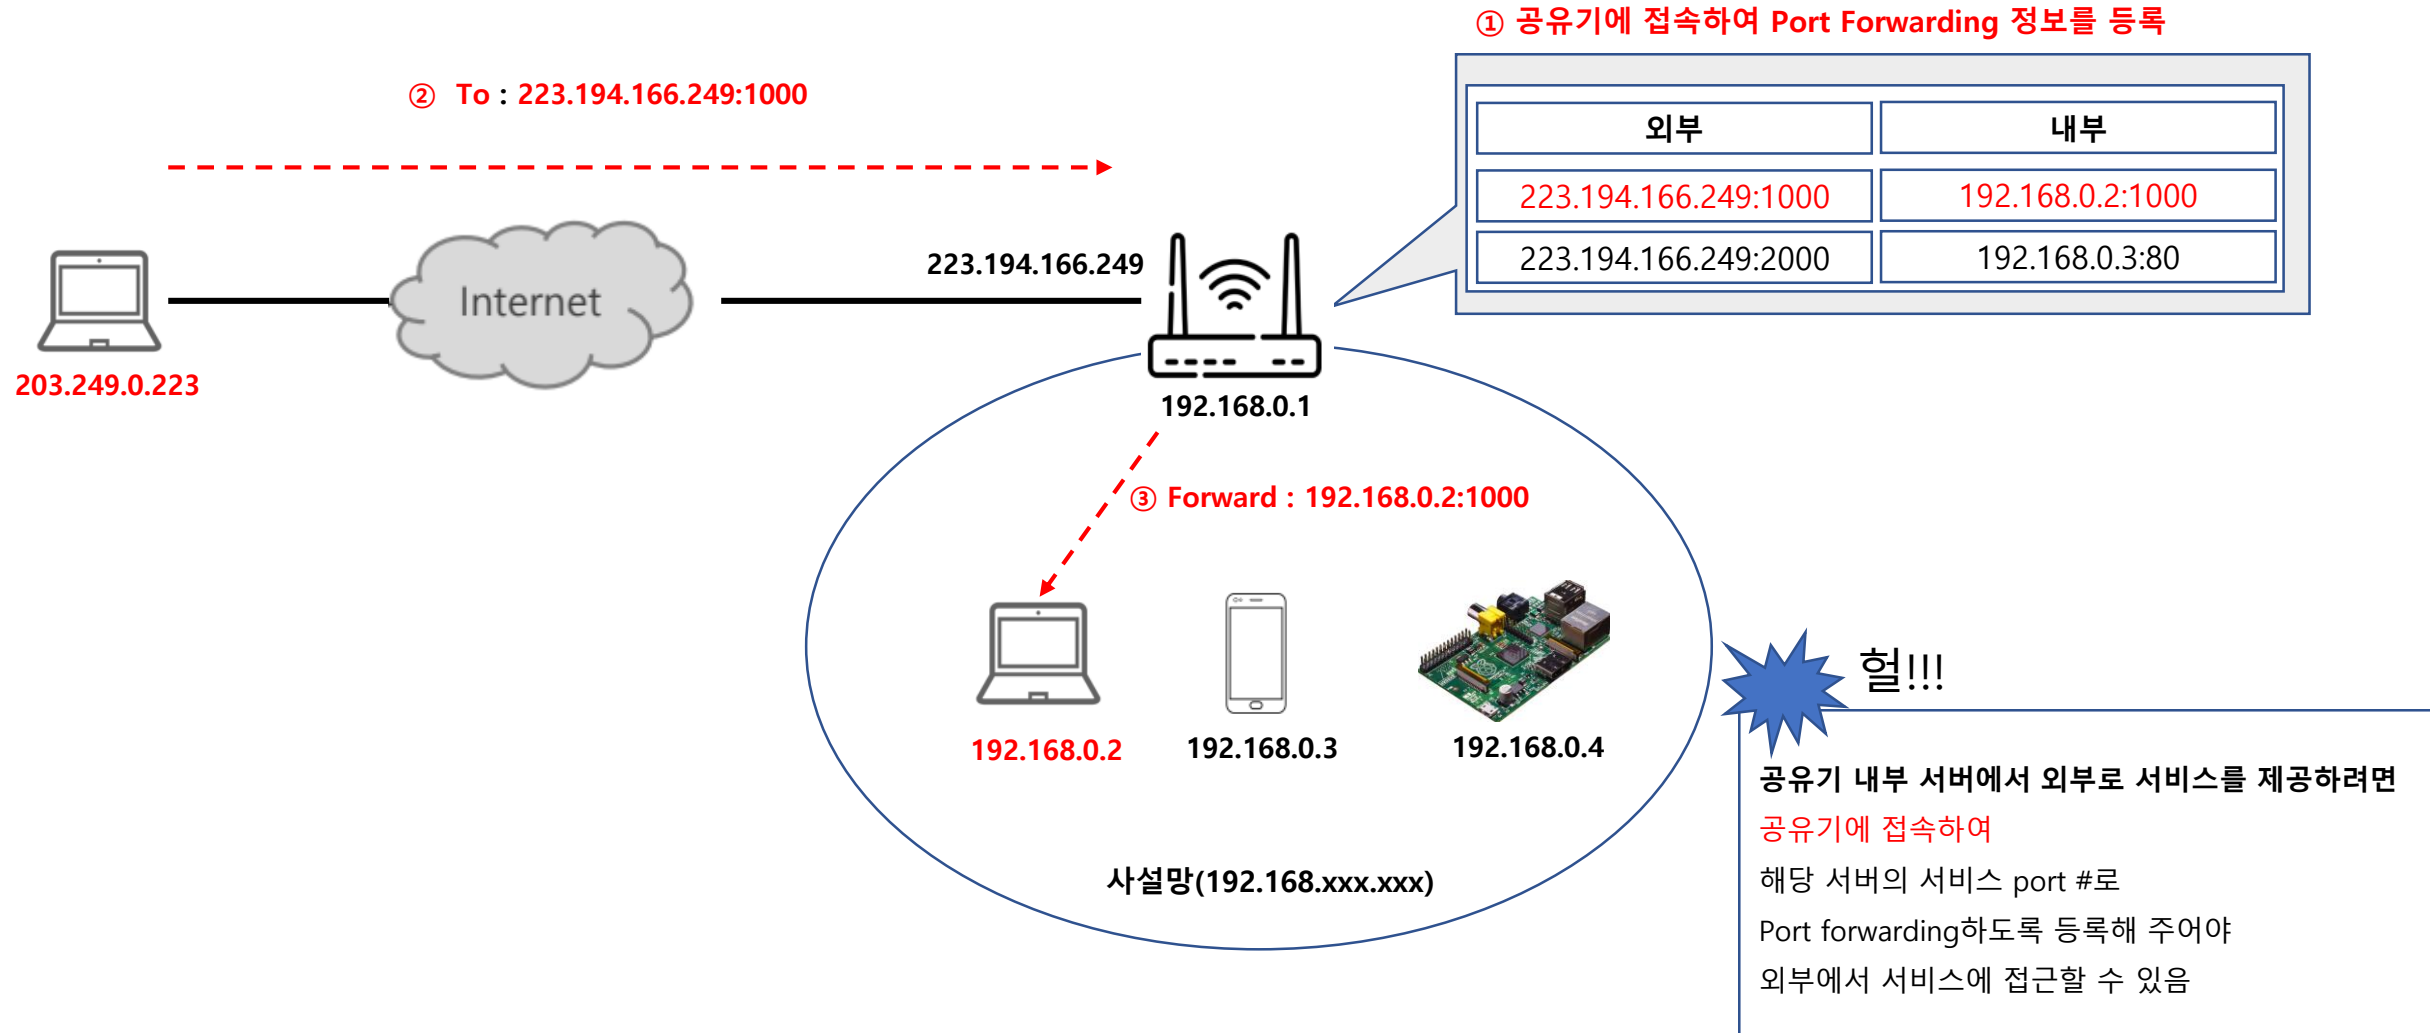 ① 공유기에 접속하여 Port Forwarding 정보를 등록
② To : 223.194.166.249:1000
외부 내부
223.194.166.249:1000 192.168.0.2:1000
223.194.166.249:2000 192.168.0.3:80
223.194.166.249
Internet
203.249.0.223
192.168.0.1
③ Forward : 192.168.0.2:1000
192.168.0.2 192.168.0.3 192.168.0.4
사설망(192.168.xxx.xxx)
헐!!!
공유기 내부 서버에서 외부로 서비스를 제공하려면
공유기에 접속하여
해당 서버의 서비스 port #로
Port forwarding하도록 등록해 주어야
외부에서 서비스에 접근할 수 있음